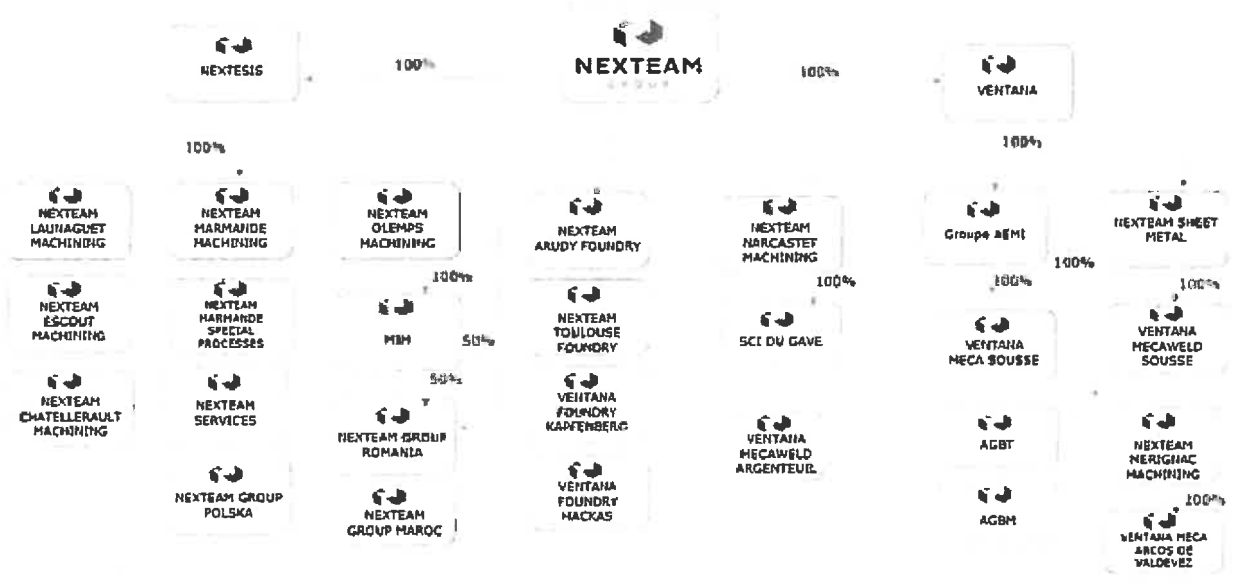 NEXTESIS
100%
NEXTEAM
GROUP
100%
VENTANA
100%
100%
NEXTEAM
LAUNAGUET
MACHINING
NEXTEAM
MARMANDE
MACHINING
NEXTEAM
OLEMPS
MACHINING
NEXTEAM
ARUDY FOUNDRY
NEXTEAM
NARCASTET
MACHINING
Groupe AEMI
NEXTEAM SHEET
METAL
100%
100%
100%
100%
100%
NEXTEAM
ESCOUT
MACHINING
NEXTEAM
MARMANDE
SPECIAL
PROCESSES
MBM
50%
NEXTEAM
TOULOUSE
FOUNDRY
SCI DU GAVE
VENTANA
MECA SOUSSE
VENTANA
MECAWELD
SOUSSE
50%
NEXTEAM
CHATELLERAULT
MACHINING
NEXTEAM
SERVICES
NEXTEAM GROUP
ROMANIA
VENTANA
FOUNDRY
KAPFENBERG
VENTANA
MECAWELD
ARGENTEUIL
AGBT
NEXTEAM
MERIGNAC
MACHINING
NEXTEAM GROUP
POLSKA
NEXTEAM
GROUP MAROC
VENTANA
FOUNDRY
MACKAS
AGBM
100%
VENTANA MECA
ARCOS DE
VALDEVEZ